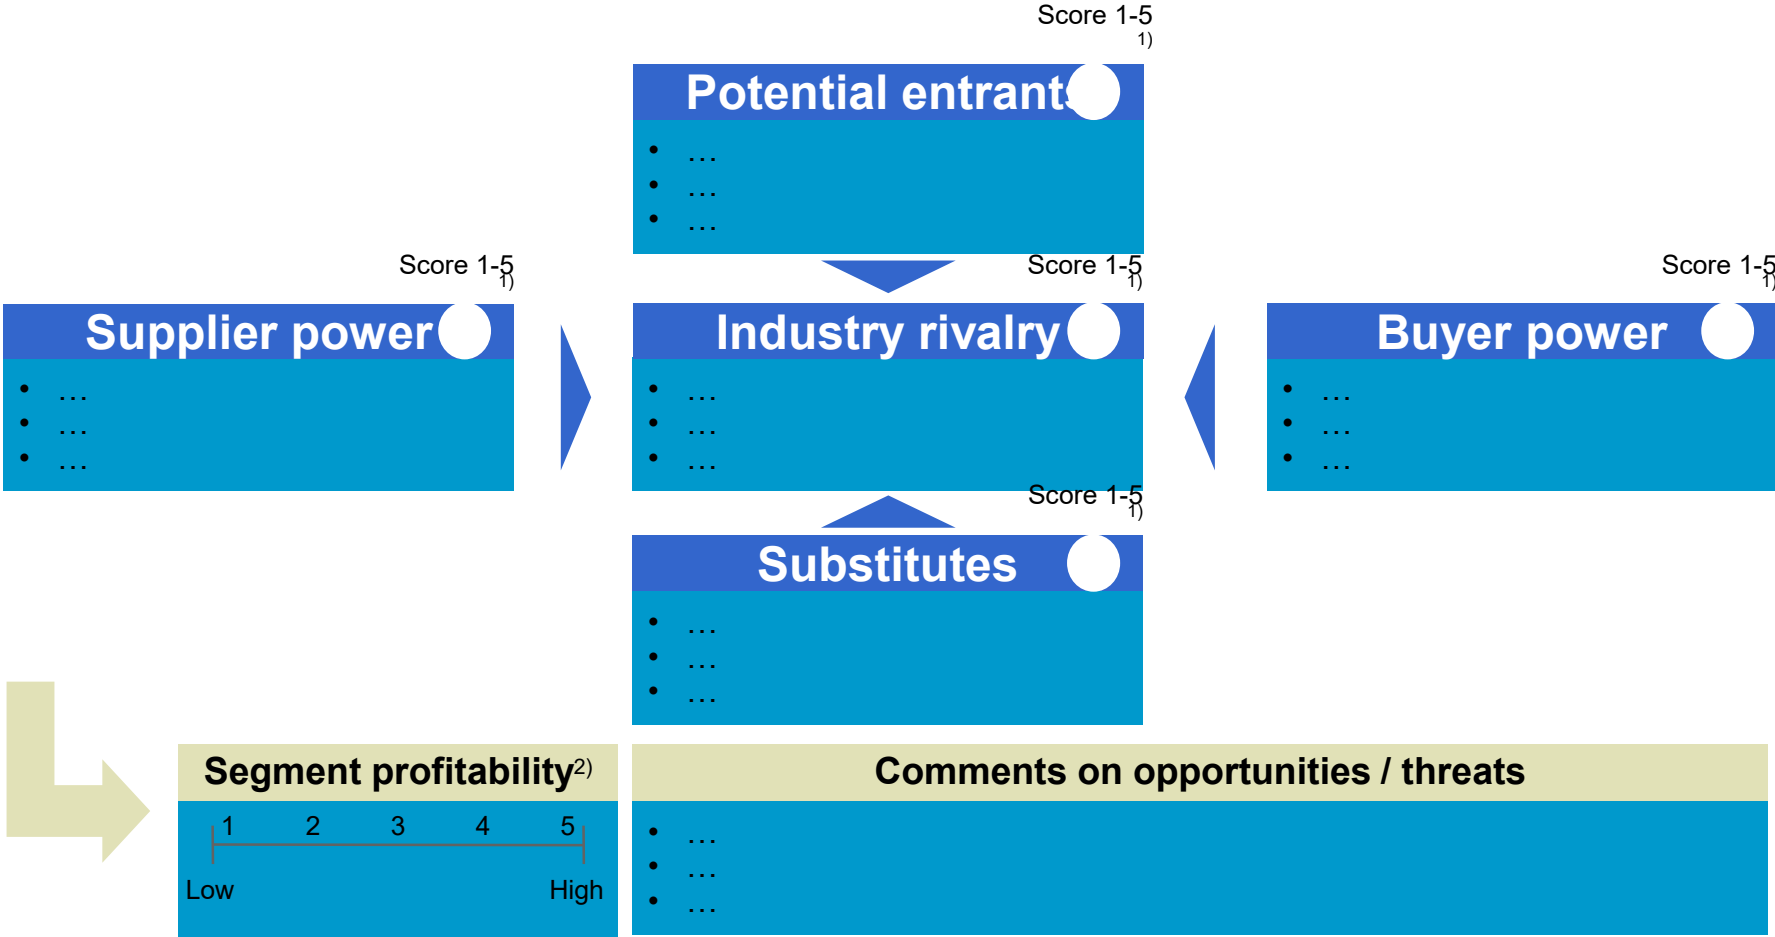 Score 1-5
1)
Potential entrants
• …
• …
• …
Score 1-5
1)
Supplier power
• …
• …
• …
Score 1-5
1)
Industry rivalry
• …
• …
• …
Score 1-5
1)
Buyer power
• …
• …
• …
Score 1-5
1)
Substitutes
• …
• …
• …
Segment profitability2)
1 2 3 4 5
Low High
Comments on opportunities / threats
• …
• …
• …